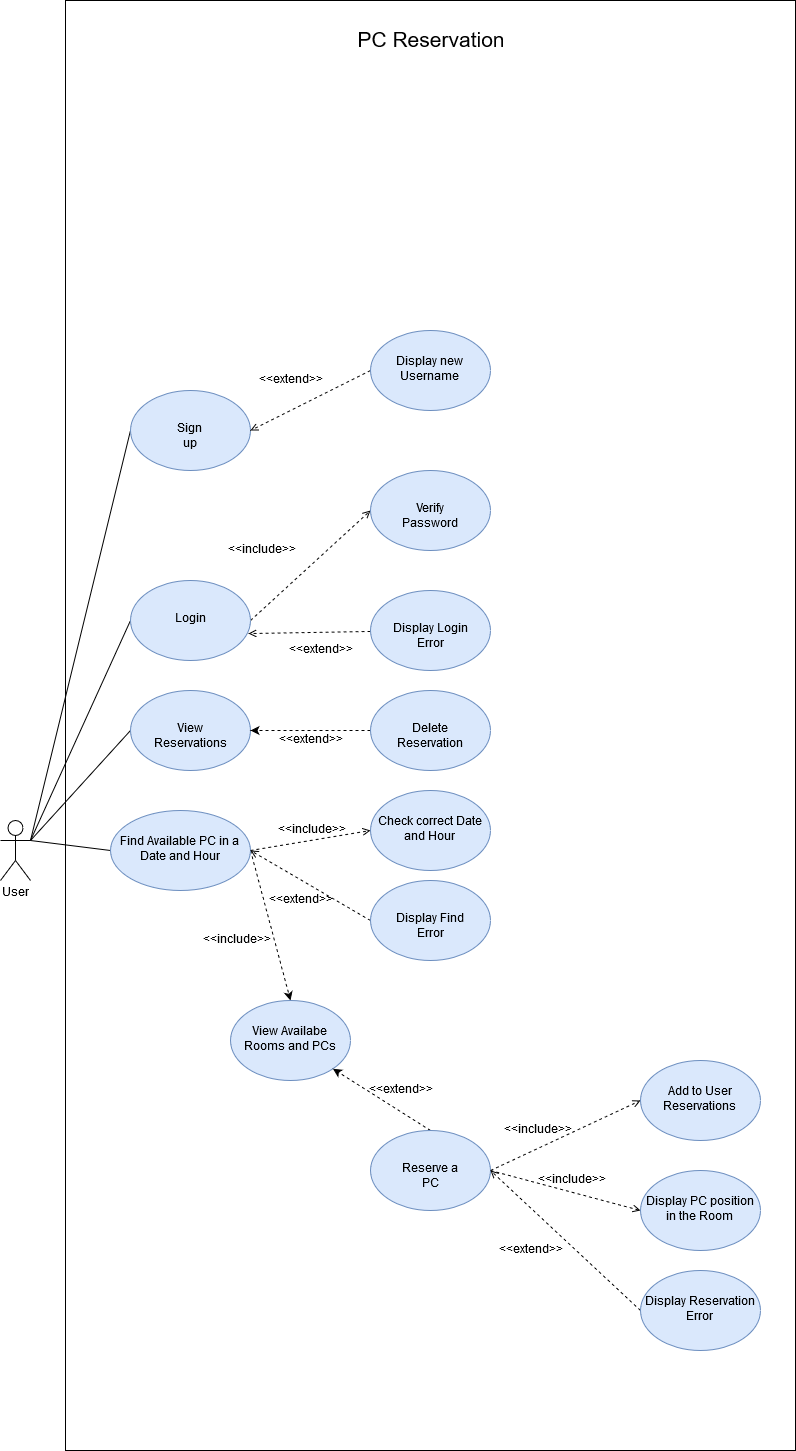 PC Reservation
Display new
Username
<<extend>>
Sign
up
Verify
Password
<<include>>
Login
Display Login
Error
<<extend>>
View
Reservations
<<extend>>
Delete
Reservation
Find Available PC in a
Date and Hour
<<include>>
Check correct Date
and Hour
User
<<extend>>
Display Find
Error
<<include>>
View Availabe
Rooms and PCs
<<extend>>
Add to User
Reservations
<<include>>
Reserve a
PC
<<include>>
Display PC position
in the Room
<<extend>>
Display Reservation
Error